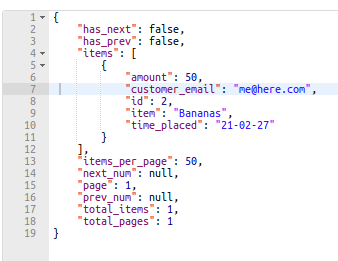 1 {
2 "has_next": false,
3 "has_prev": false,
4 "items": [
5 {
6 "amount": 50,
7 "customer_email": "me@here.com",
8 "id": 2,
9 "item": "Bananas",
10 "time_placed": "21-02-27"
11 }
12 ],
13 "items_per_page": 50,
14 "next_num": null,
15 "page": 1,
16 "prev_num": null,
17 "total_items": 1,
18 "total_pages": 1
19 }